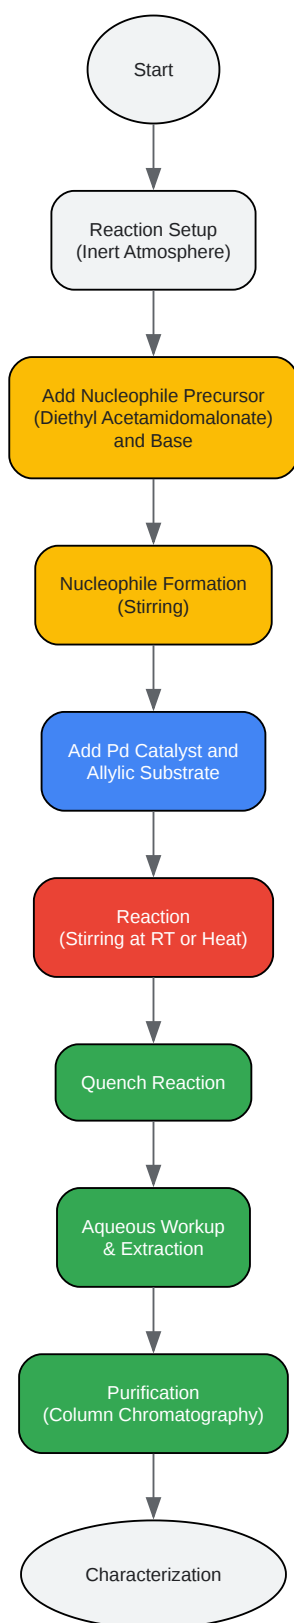 Start
Reaction Setup
(Inert Atmosphere)
Add Nucleophile Precursor
(Diethyl Acetamidomalonate)
and Base
Nucleophile Formation
(Stirring)
Add Pd Catalyst and
Allylic Substrate
Reaction
(Stirring at RT or Heat)
Quench Reaction
Aqueous Workup
& Extraction
Purification
(Column Chromatography)
Characterization